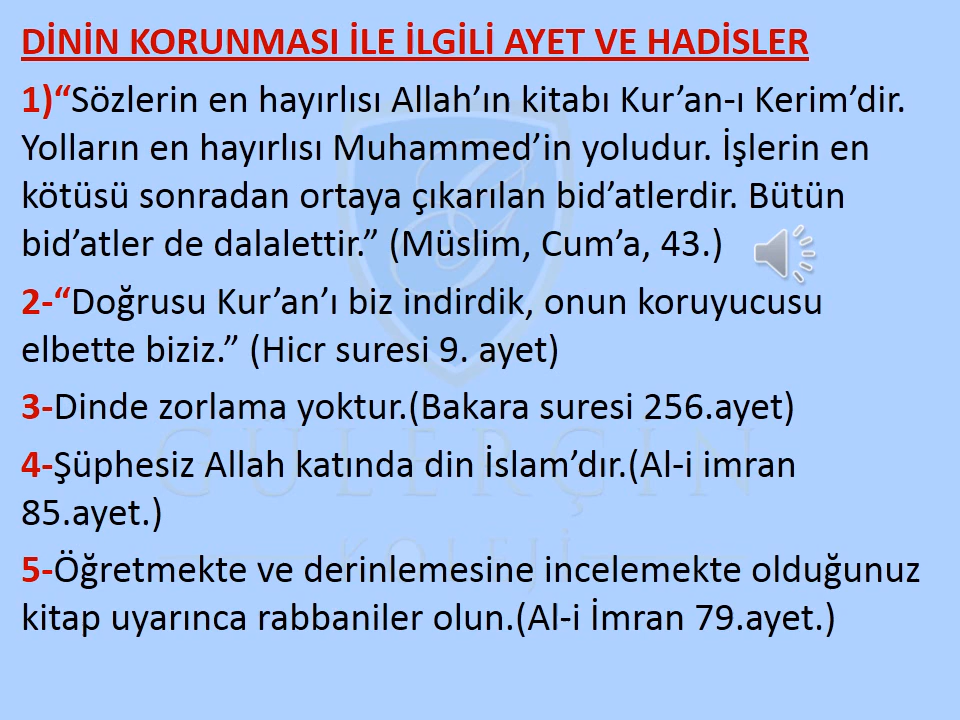 DİNİN KORUNMASI İLE İLGİLİ AYET VE HADİSLER
1)“Sözlerin en hayırlısı Allah’ın kitabı Kur’an-ı Kerim’dir.
Yolların en hayırlısı Muhammed’in yoludur. İşlerin en
kötüsü sonradan ortaya çıkarılan bid’atlerdir. Bütün
bid’atler de dalalettir.” (Müslim, Cum’a, 43.)
2-“Doğrusu Kur’an’ı biz indirdik, onun koruyucusu
elbette biziz.” (Hicr suresi 9. ayet)
3-Dinde zorlama yoktur.(Bakara suresi 256.ayet)
4-Şüphesiz Allah katında din İslam’dır.(Al-i imran
85.ayet.)
GÜLERÇİN
KOLEJİ
5-Öğretmekte ve derinlemesine incelemekte olduğunuz
kitap uyarınca rabbaniler olun.(Al-i İmran 79.ayet.)